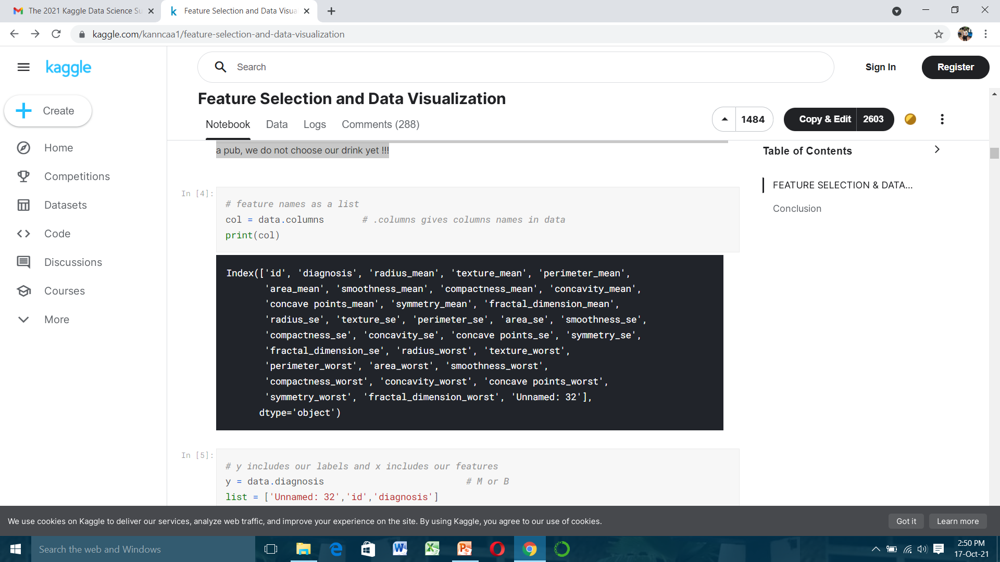 The 2021 Kaggle Data Science Su
Feature Selection and Data Visua
kaggle.com/kanncaa1/feature-selection-and-data-visualization
kaggle
Search
Sign In
Register
Create
Home
Competitions
Datasets
Code
Discussions
Courses
More
Feature Selection and Data Visualization
Notebook
Data
Logs
Comments (288)
1484
Copy & Edit
2603
a pub, we do not choose our drink yet !!!
Table of Contents
FEATURE SELECTION & DATA...
Conclusion
In [4]:
# feature names as a list
col = data.columns       # .columns gives columns names in data
print(col)
Index(['id', 'diagnosis', 'radius_mean', 'texture_mean', 'perimeter_mean',
       'area_mean', 'smoothness_mean', 'compactness_mean', 'concavity_mean',
       'concave points_mean', 'symmetry_mean', 'fractal_dimension_mean',
       'radius_se', 'texture_se', 'perimeter_se', 'area_se', 'smoothness_se',
       'compactness_se', 'concavity_se', 'concave points_se', 'symmetry_se',
       'fractal_dimension_se', 'radius_worst', 'texture_worst',
       'perimeter_worst', 'area_worst', 'smoothness_worst',
       'compactness_worst', 'concavity_worst', 'concave points_worst',
       'symmetry_worst', 'fractal_dimension_worst', 'Unnamed: 32'],
      dtype='object')
In [5]:
# y includes our labels and x includes our features
y = data.diagnosis                          # M or B
list = ['Unnamed: 32','id','diagnosis']
We use cookies on Kaggle to deliver our services, analyze web traffic, and improve your experience on the site. By using Kaggle, you agree to our use of cookies.
Got it
Learn more
Search the web and Windows
2:50 PM
17-Oct-21